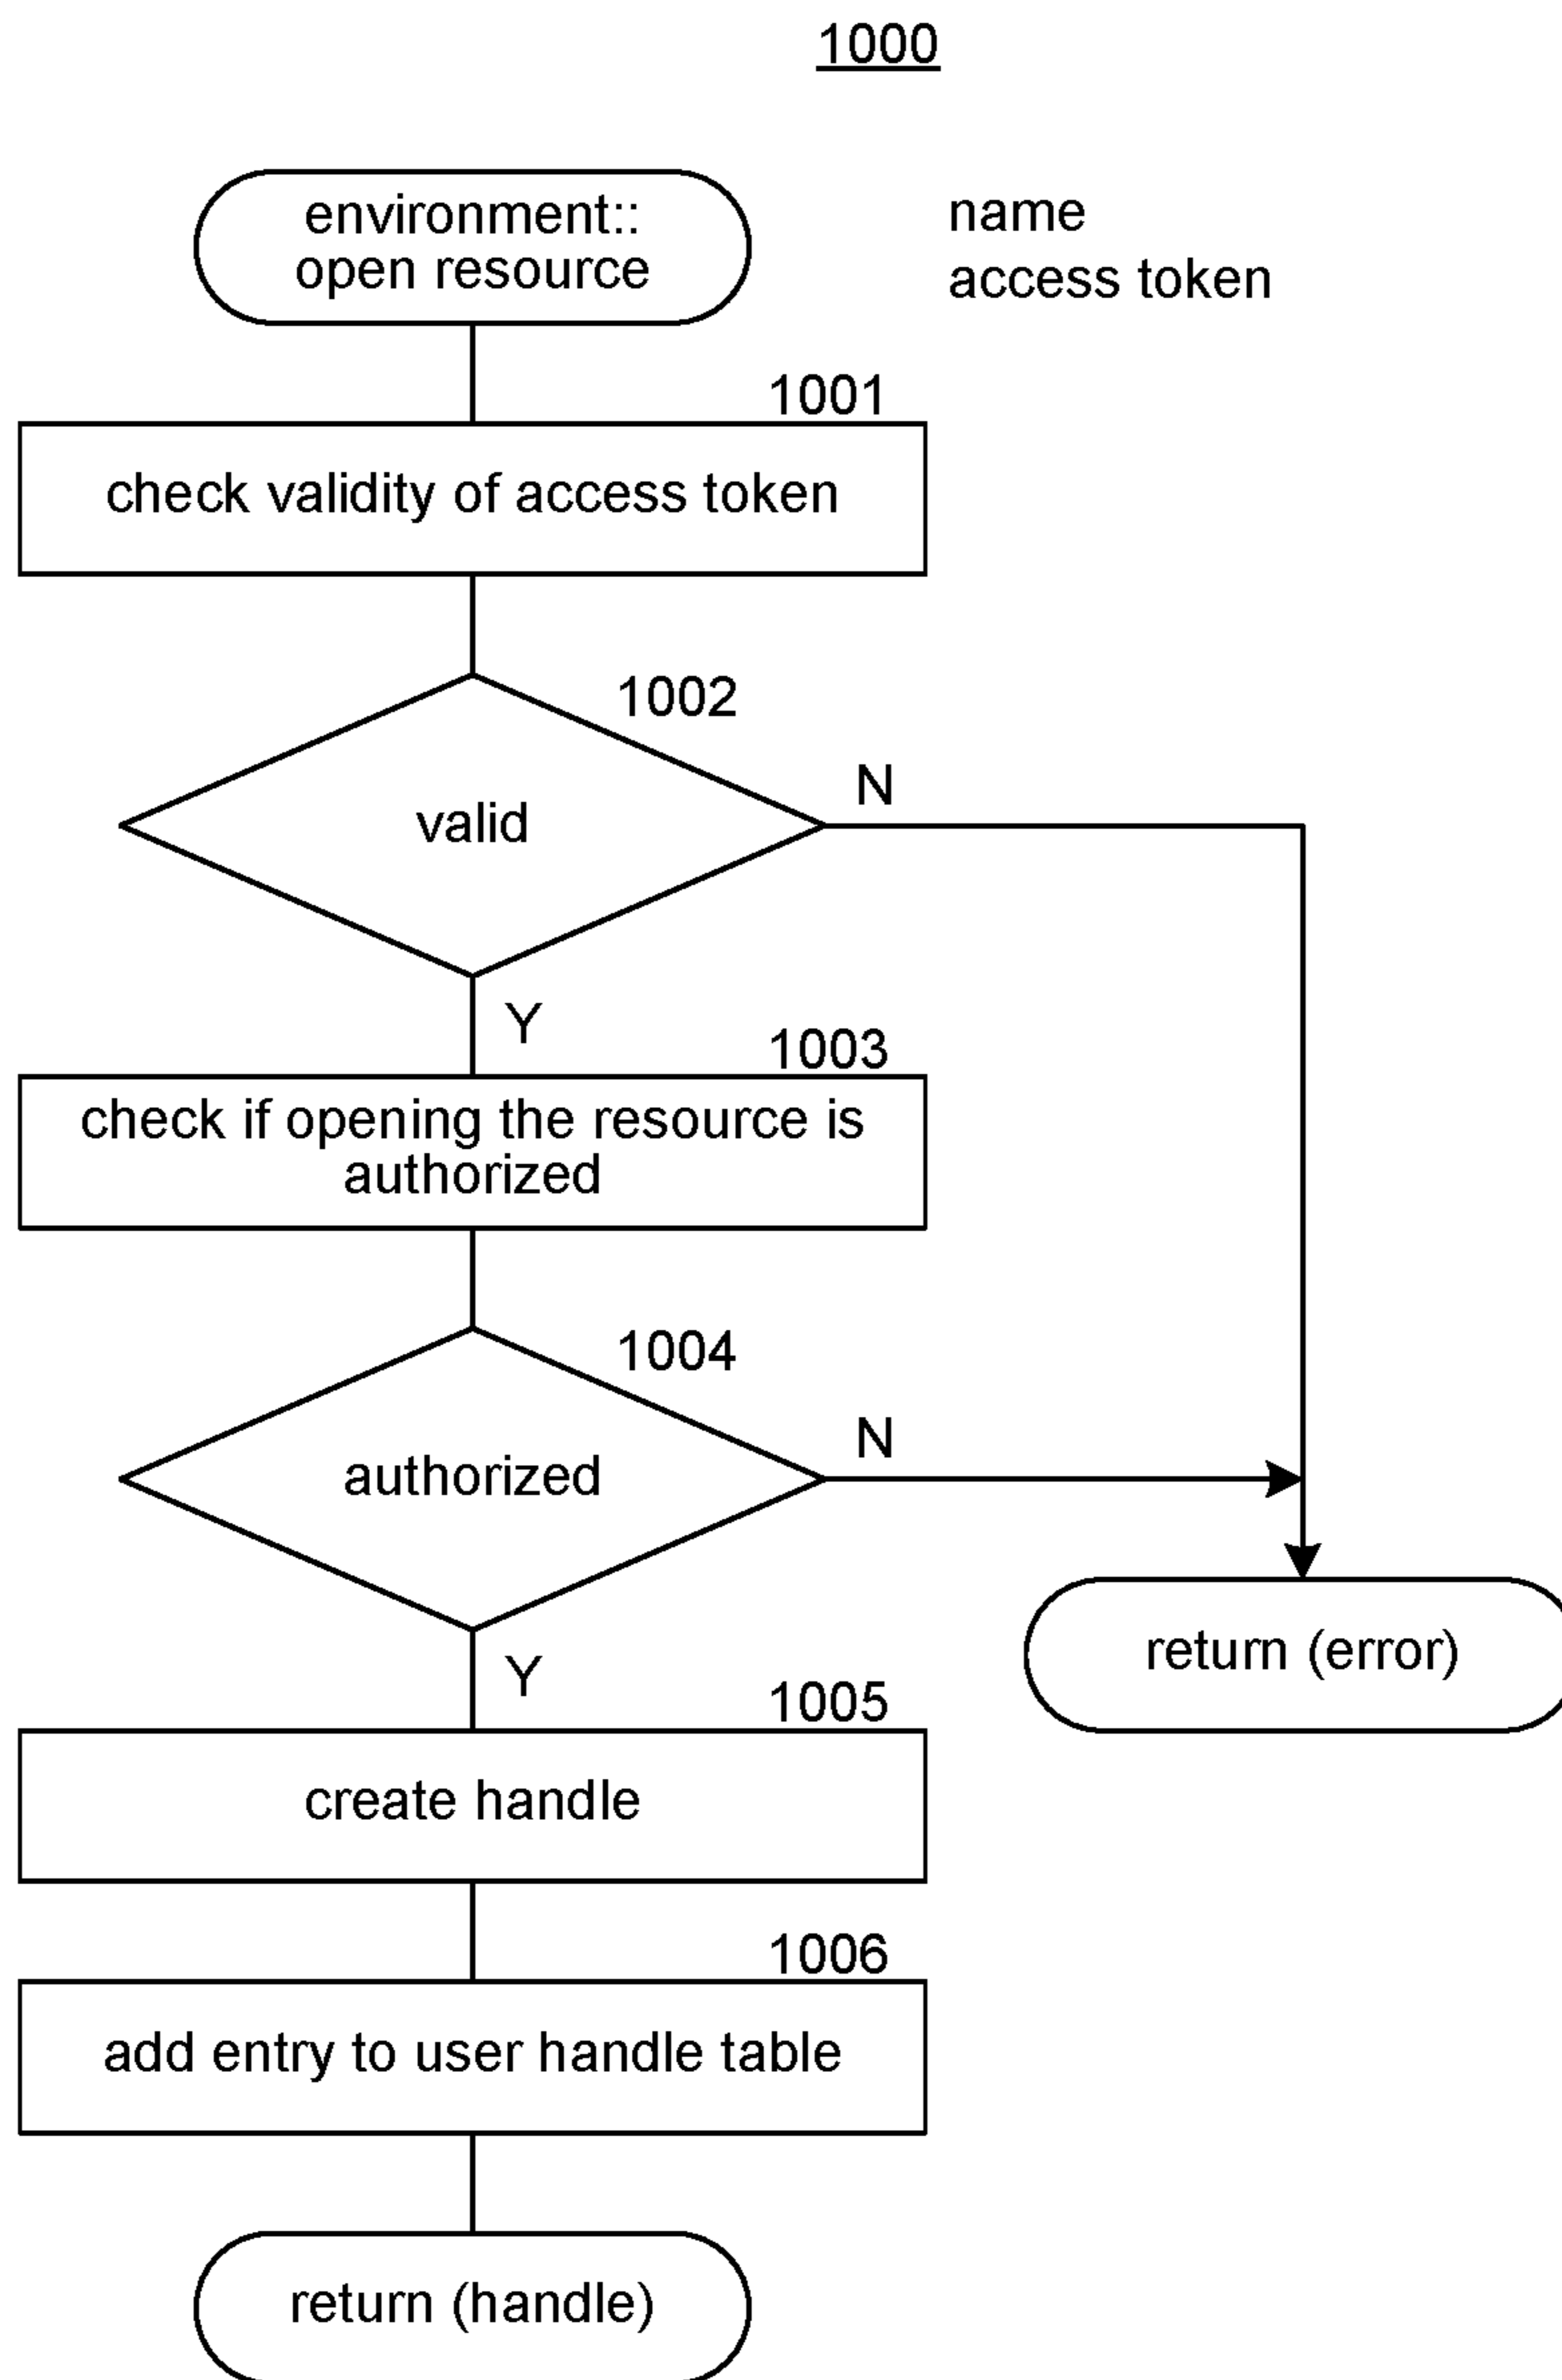 1000
environment::
open resource
name
access token
1001
check validity of access token
1002
valid
N
Y
1003
check if opening the resource is
authorized
1004
authorized
N
Y
return (error)
1005
create handle
1006
add entry to user handle table
return (handle)